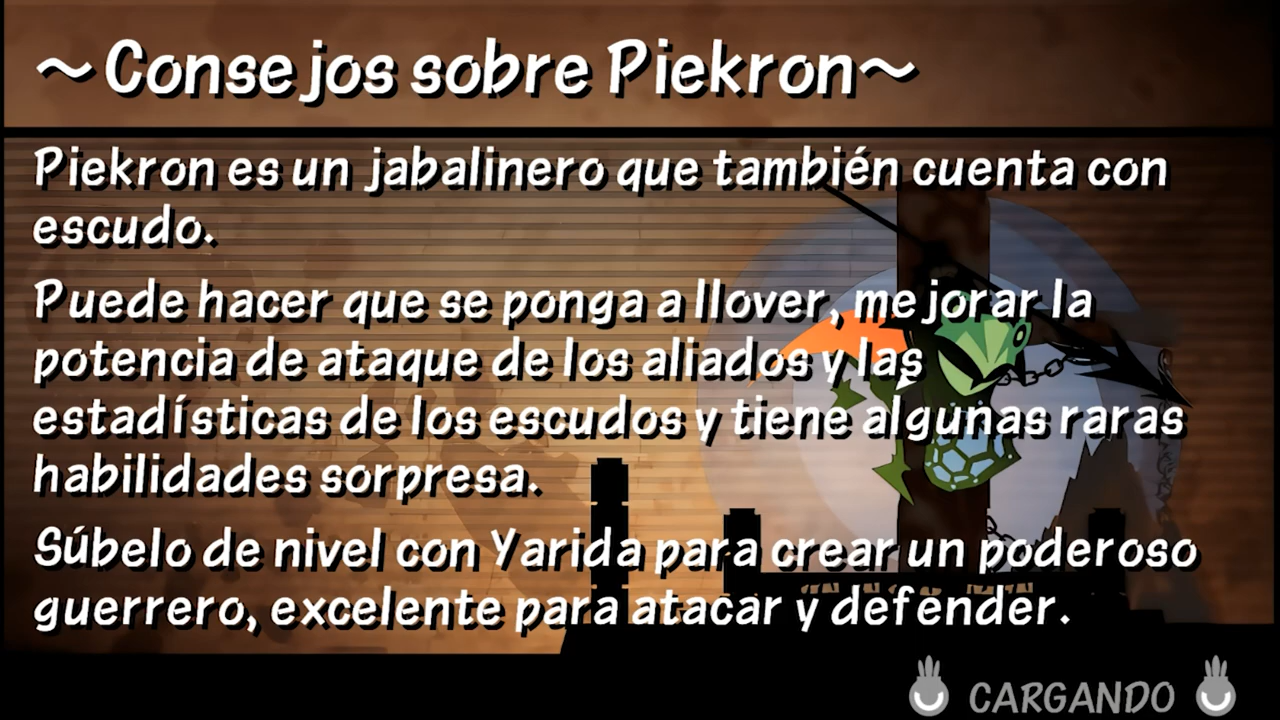 ~Consejos sobre Piekron~
Piekron es un jabalinero que también cuenta con
escudo.
Puede hacer que se ponga a llover, mejorar la
potencia de ataque de los aliados y las
estadísticas de los escudos y tiene algunas raras
habilidades sorpresa.
Súbelo de nivel con Yarida para crear un poderoso
guerrero, excelente para atacar y defender.
CARGANDO